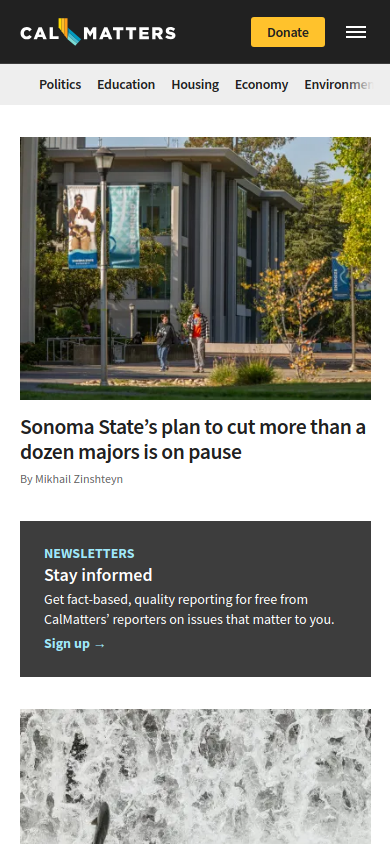 CALMATTERS
Donate
Politics Education Housing Economy Environmen
Sonoma State’s plan to cut more than a
dozen majors is on pause
By Mikhail Zinshteyn
NEWSLETTERS
Stay informed
Get fact-based, quality reporting for free from
CalMatters’ reporters on issues that matter to you.
Sign up →